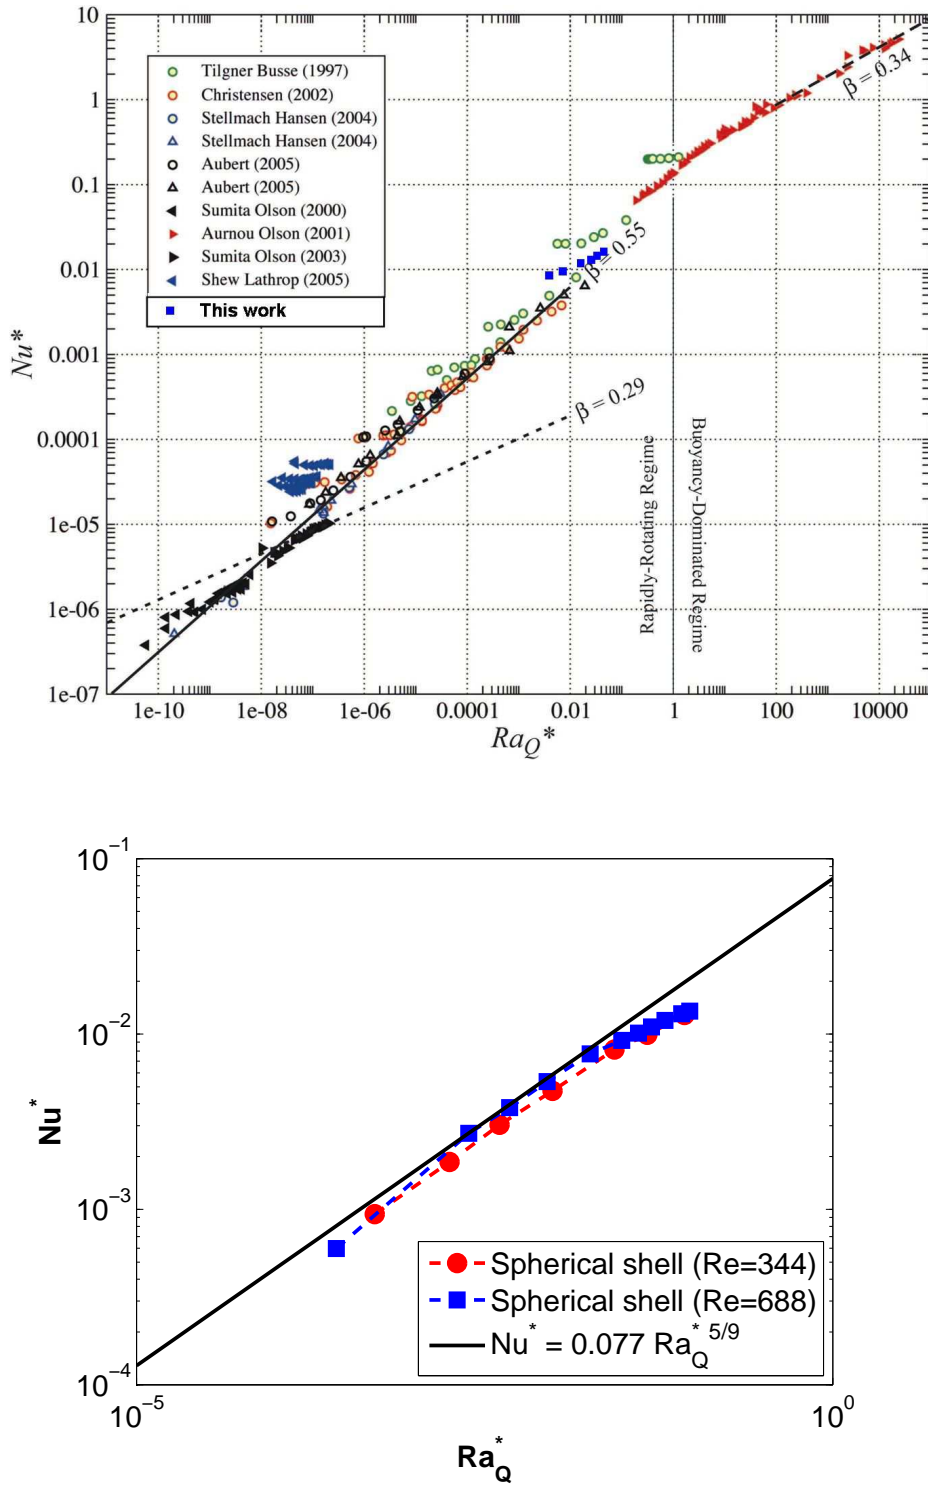 10
1
0.1
0.01
0.001
0.0001
1e-05
1e-06
1e-07
Nu*
Tilgner Busse (1997)
Christensen (2002)
Stellmach Hansen (2004)
Stellmach Hansen (2004)
Aubert (2005)
Aubert (2005)
Sumita Olson (2000)
Aurnou Olson (2001)
Sumita Olson (2003)
Shew Lathrop (2005)
This work
β = 0.34
β = 0.55
β = 0.29
Rapidly-Rotating Regime
Buoyancy-Dominated Regime
1e-10 1e-08 1e-06 0.0001 0.01 1 100 10000
Ra_Q*
10^-1
10^-2
10^-3
10^-4
Nu*
Spherical shell (Re=344)
Spherical shell (Re=688)
Nu* = 0.077 Ra_Q^* 5/9
10^-5 10^0
Ra_Q^*